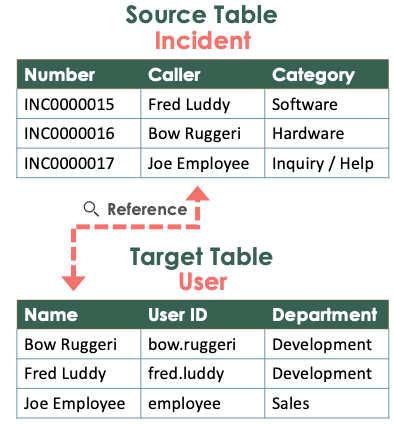 Source Table
Incident
Number Caller Category
INC0000015 Fred Luddy Software
INC0000016 Bow Ruggeri Hardware
INC0000017 Joe Employee Inquiry / Help
Reference
Target Table
User
Name User ID Department
Bow Ruggeri bow.ruggeri Development
Fred Luddy fred.luddy Development
Joe Employee employee Sales